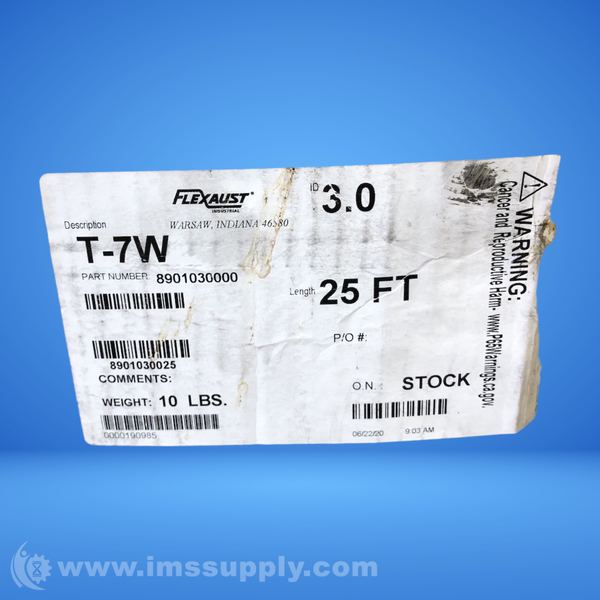 FLEXAUST®
INDUSTRIAL
WARSAW, INDIANA 46580
ID 3.0
Description
T-7W
PART NUMBER: 8901030000
Length 25 FT
P/O #:
8901030025
COMMENTS:
WEIGHT: 10 LBS.
0000190985
O.N.: STOCK
06/22/20 9:03 AM
WARNING:
Cancer and Reproductive Harm- www.P65Warnings.ca.gov.
www.imssupply.com